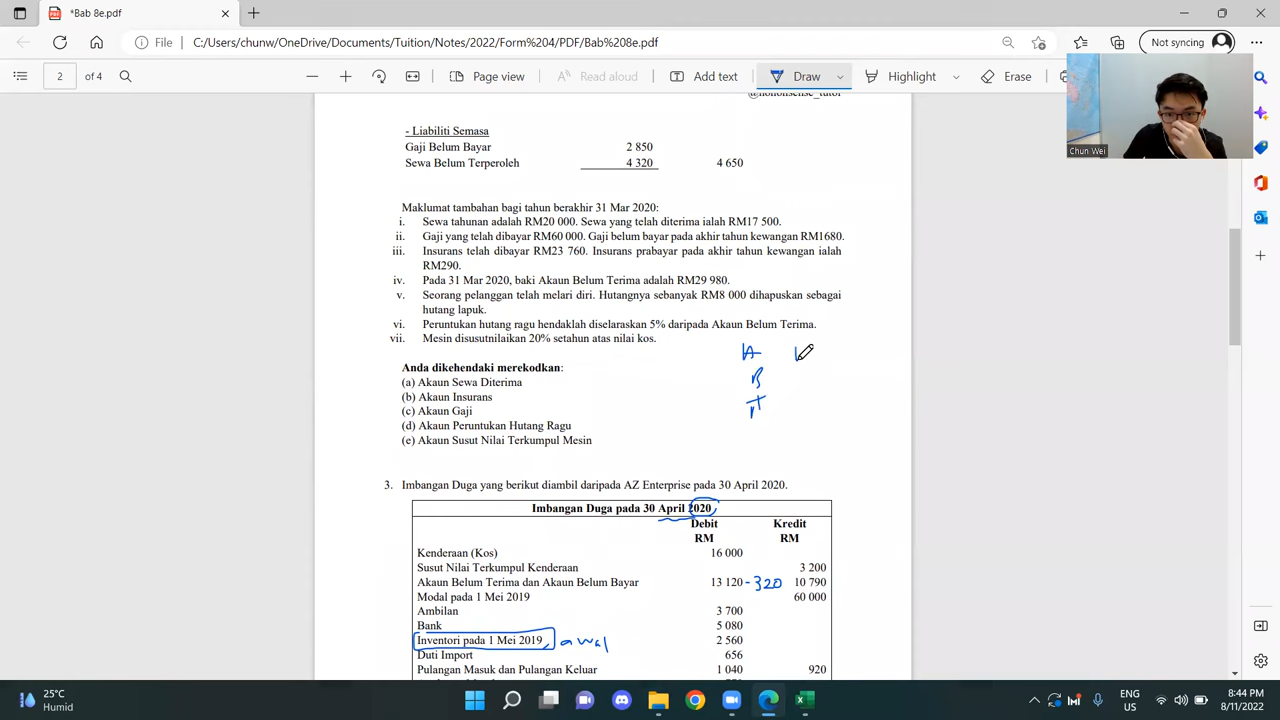 *Bab 8e.pdf
File C:/Users/chunw/OneDrive/Documents/Tuition/Notes/2022/Form%204/PDF/Bab%208e.pdf Not syncing
2 of 4 Page view Read aloud Add text Draw Highlight Erase
Chun Wei
- Liabiliti Semasa
Gaji Belum Bayar 2 850
Sewa Belum Terperoleh 4 320 4 650
Maklumat tambahan bagi tahun berakhir 31 Mar 2020:
i. Sewa tahunan adalah RM20 000. Sewa yang telah diterima ialah RM17 500.
ii. Gaji yang telah dibayar RM60 000. Gaji belum bayar pada akhir tahun kewangan RM1680.
iii. Insurans telah dibayar RM23 760. Insurans prabayar pada akhir tahun kewangan ialah
RM290.
iv. Pada 31 Mar 2020, baki Akaun Belum Terima adalah RM29 980.
v. Seorang pelanggan telah melari diri. Hutangnya sebanyak RM8 000 dihapuskan sebagai
hutang lapuk.
vi. Peruntukan hutang ragu hendaklah diselaraskan 5% daripada Akaun Belum Terima.
vii. Mesin disusutnilaikan 20% setahun atas nilai kos.
A
B
T
Anda dikehendaki merekodkan:
(a) Akaun Sewa Diterima
(b) Akaun Insurans
(c) Akaun Gaji
(d) Akaun Peruntukan Hutang Ragu
(e) Akaun Susut Nilai Terkumpul Mesin
3. Imbangan Duga yang berikut diambil daripada AZ Enterprise pada 30 April 2020.
Imbangan Duga pada 30 April 2020
Debit Kredit
RM RM
Kenderaan (Kos) 16 000
Susut Nilai Terkumpul Kenderaan 3 200
Akaun Belum Terima dan Akaun Belum Bayar 13 120 -320 10 790
Modal pada 1 Mei 2019 60 000
Ambilan 3 700
Bank 5 080
Inventori pada 1 Mei 2019 awal 2 560
Duti Import 656
Pulangan Masuk dan Pulangan Keluar 1 040 920
25°C
Humid
ENG
US
8:44 PM
8/11/2022